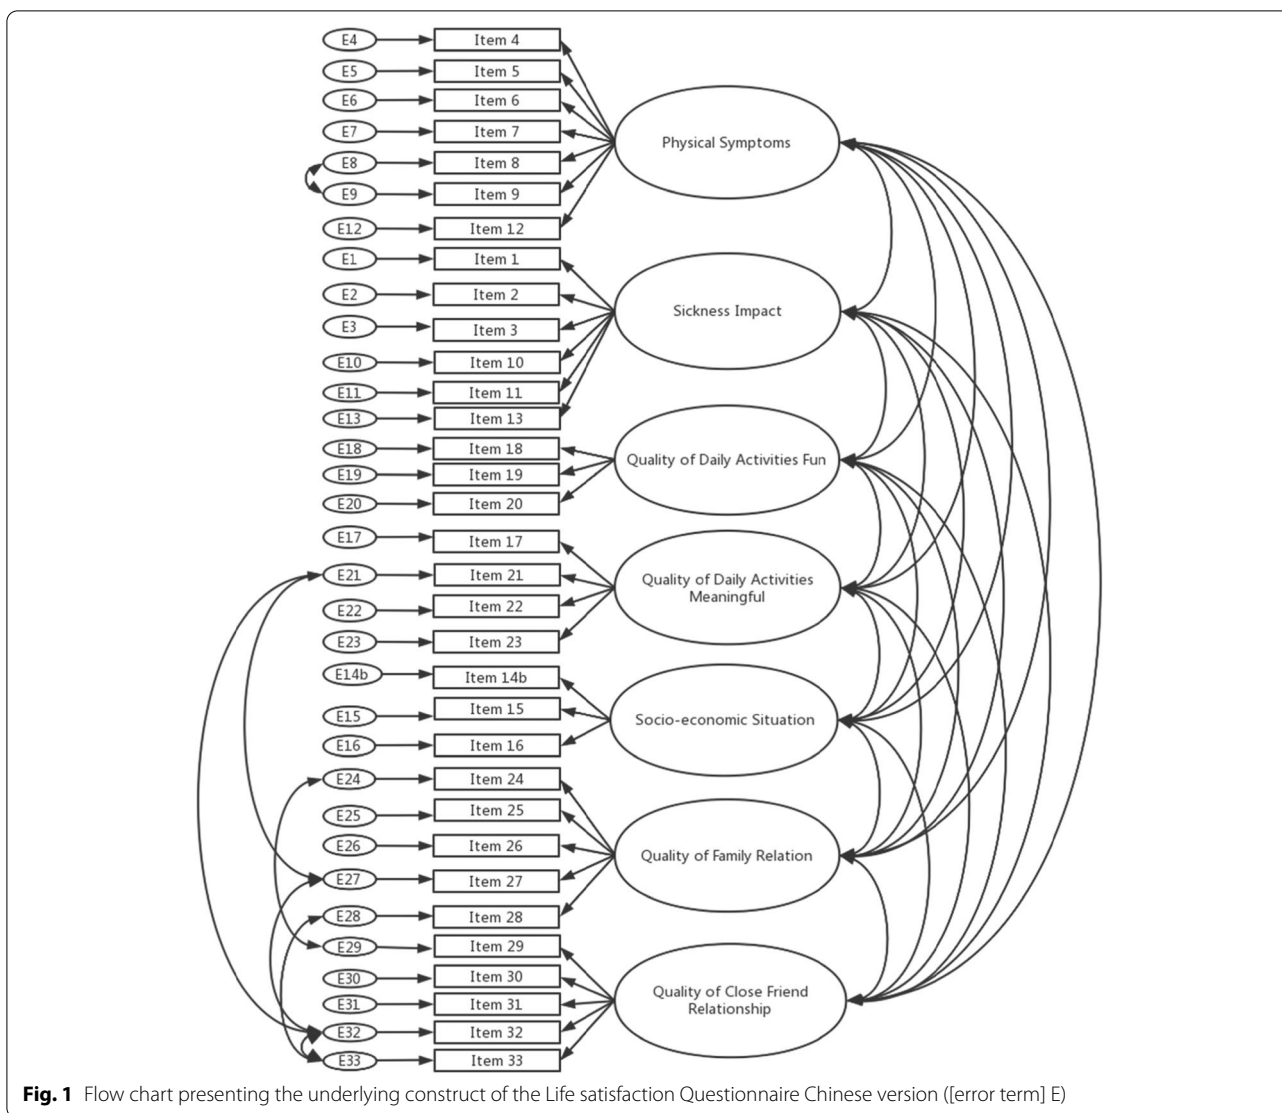 E4 Item 4
E5 Item 5
E6 Item 6
E7 Item 7
E8 Item 8
E9 Item 9
E12 Item 12
Physical Symptoms
E1 Item 1
E2 Item 2
E3 Item 3
E10 Item 10
E11 Item 11
E13 Item 13
Sickness Impact
E18 Item 18
E19 Item 19
E20 Item 20
Quality of Daily Activities Fun
E17 Item 17
E21 Item 21
E22 Item 22
E23 Item 23
Quality of Daily Activities
Meaningful
E14b Item 14b
E15 Item 15
E16 Item 16
Socio-economic Situation
E24 Item 24
E25 Item 25
E26 Item 26
E27 Item 27
E28 Item 28
Quality of Family Relation
E29 Item 29
E30 Item 30
E31 Item 31
E32 Item 32
E33 Item 33
Quality of Close Friend
Relationship
Fig. 1 Flow chart presenting the underlying construct of the Life satisfaction Questionnaire Chinese version ([error term] E)